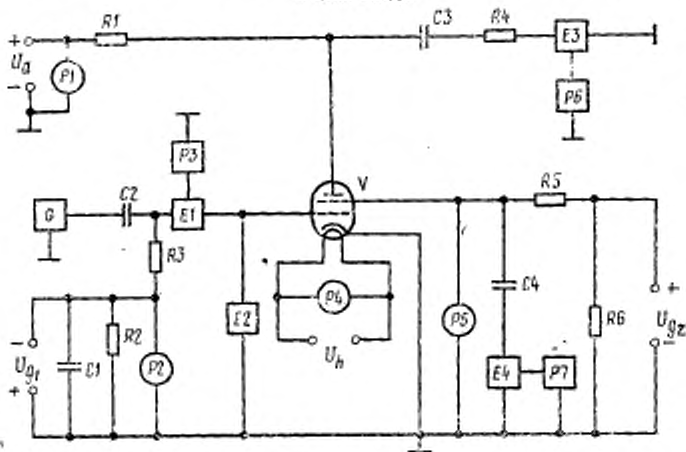 R1
C3
R4
E3
+
Ua
P1
-
P6
P3
V
R5
C2
G
E1
R3
+
C4
P4
P5
R6
E2
-
R2
Ug1
C1
P2
Uh
E4
P7
Ug2
-
+